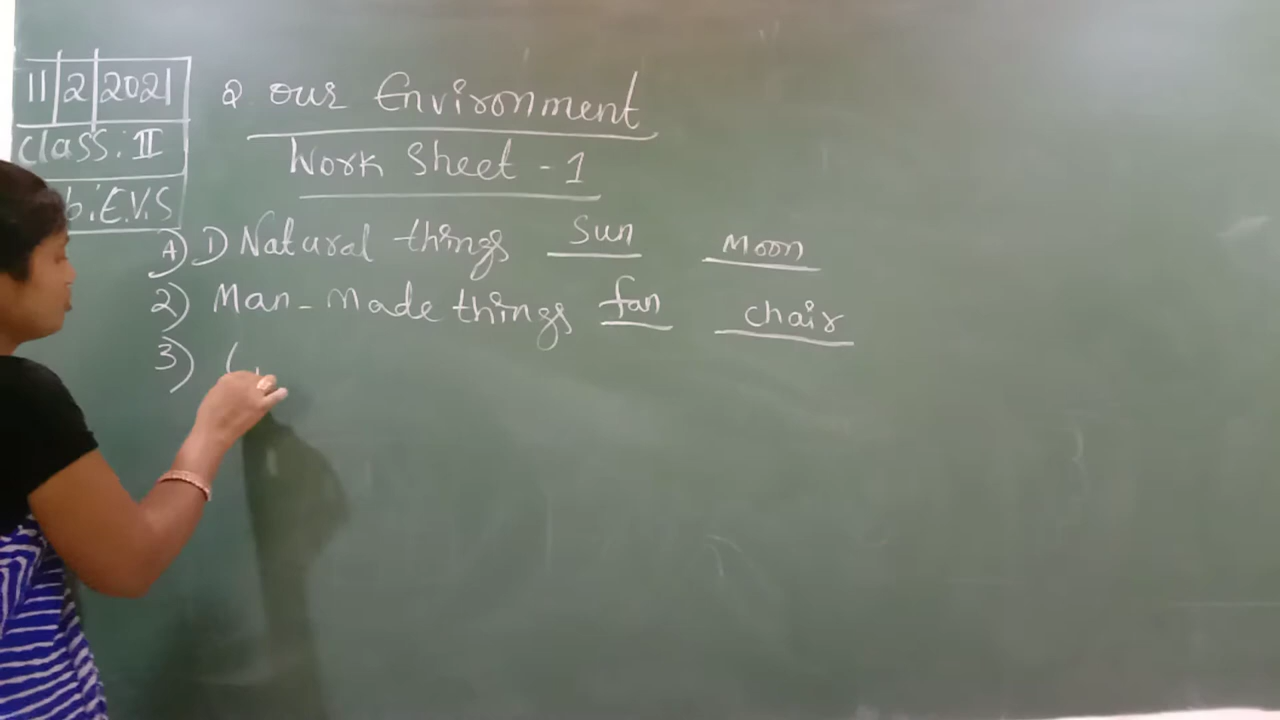 11 2 2021
2. our Environment
class: II
Work Sheet - 1
b: E.V.S
A) 1) Natural things Sun Moon
2) Man-Made things fan chair
3)